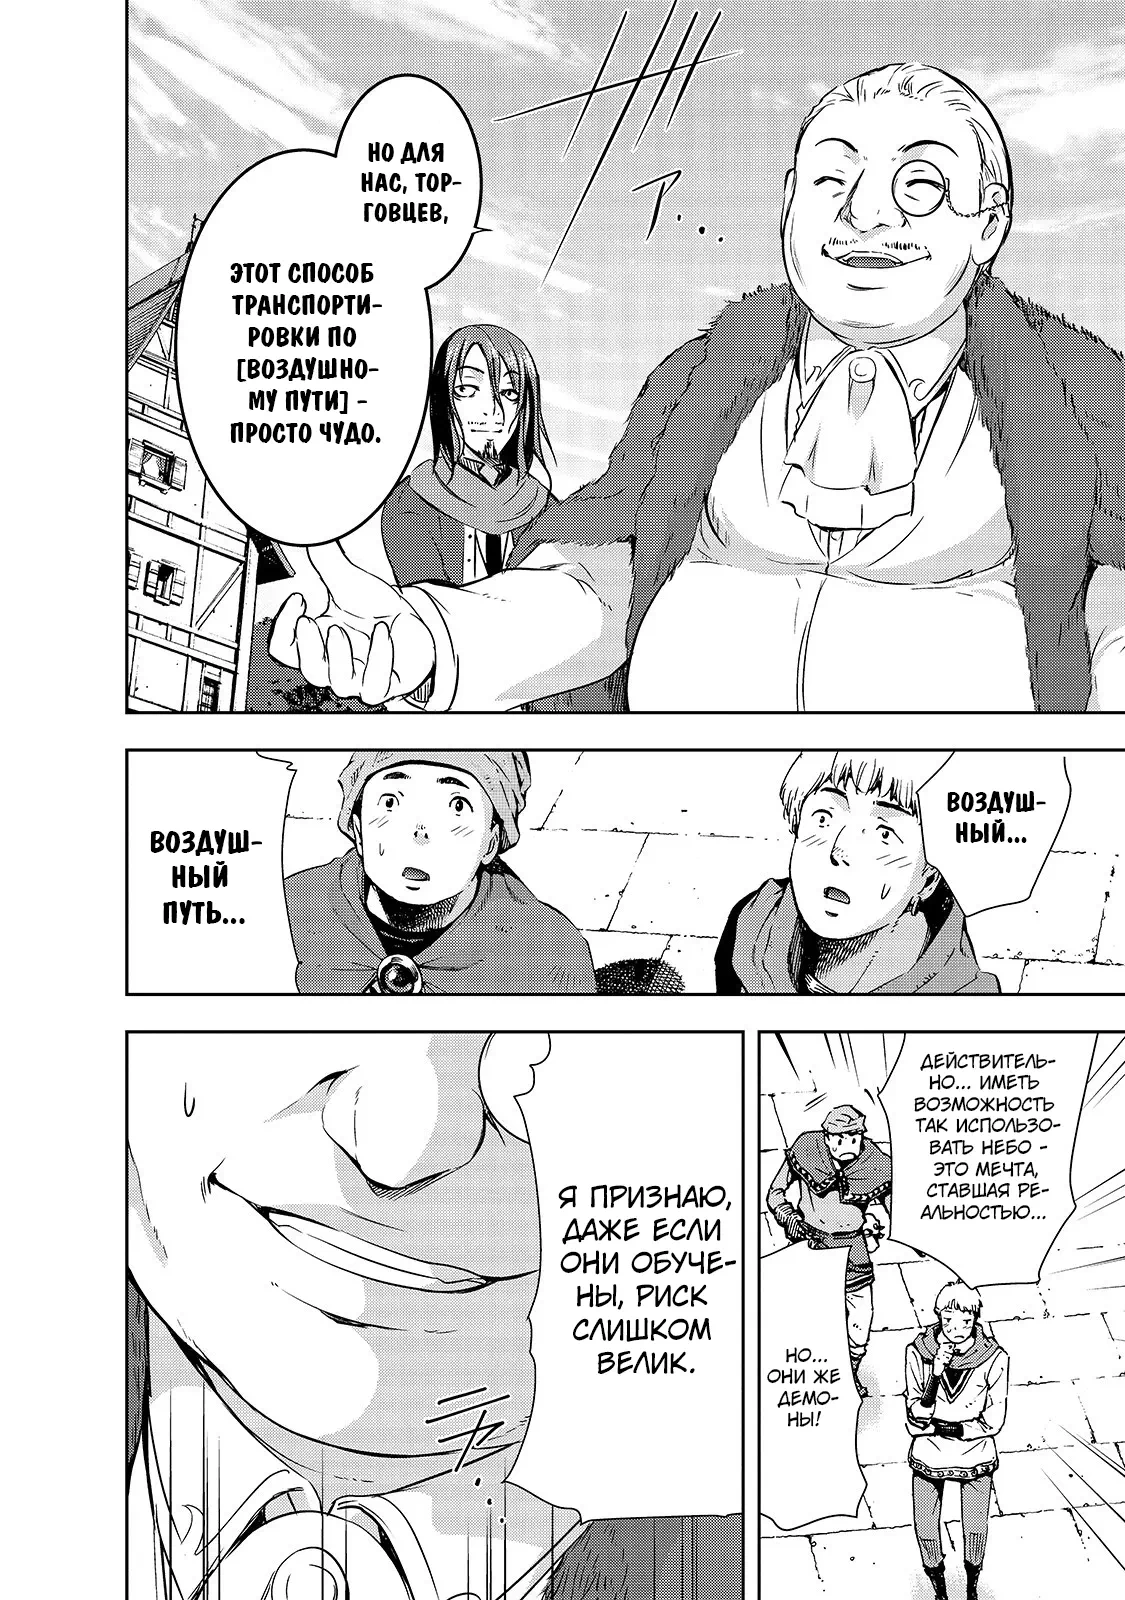 НО ДЛЯ
НАС, ТОР-
ГОВЦЕВ,
ЭТОТ СПОСОБ
ТРАНСПОРТИ-
РОВКИ ПО
[ВОЗДУШНО-
МУ ПУТИ] -
ПРОСТО ЧУДО.
ア..
ВОЗДУШ-
НЫЙ...
ВОЗДУШ-
НЫЙ
ПУТЬ...
ДЕЙСТВИТЕЛЬ-
НО... ИМЕТЬ
ВОЗМОЖНОСТЬ
ТАК ИСПОЛЬЗО-
ВАТЬ НЕБО -
ЭТО МЕЧТА,
СТАВШАЯ РЕ-
АЛЬНОСТЬЮ...
НО...
ОНИ ЖЕ
ДЕМО-
НЫ!
Я ПРИЗНАЮ,
ДАЖЕ ЕСЛИ
ОНИ ОБУЧЕ-
НЫ, РИСК
СЛИШКОМ
ВЕЛИК.